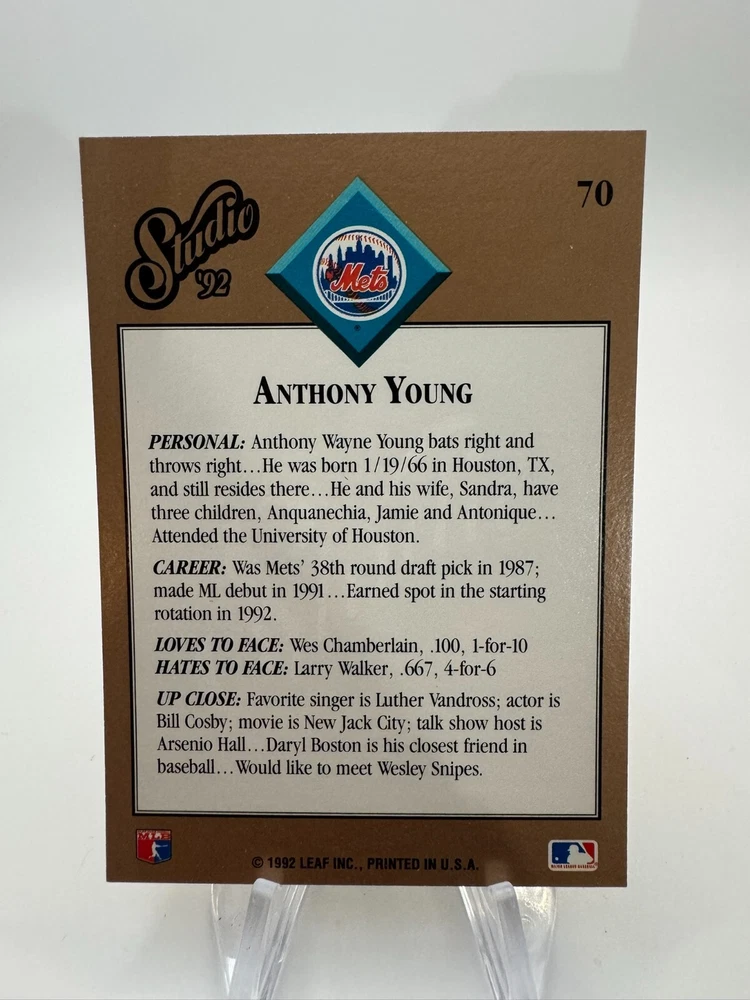 Studio
'92
70
Mets
ANTHONY YOUNG
PERSONAL: Anthony Wayne Young bats right and
throws right...He was born 1/19/66 in Houston, TX,
and still resides there...He and his wife, Sandra, have
three children, Anquanechia, Jamie and Antonique...
Attended the University of Houston.
CAREER: Was Mets' 38th round draft pick in 1987;
made ML debut in 1991...Earned spot in the starting
rotation in 1992.
LOVES TO FACE: Wes Chamberlain, .100, 1-for-10
HATES TO FACE: Larry Walker, .667, 4-for-6
UP CLOSE: Favorite singer is Luther Vandross; actor is
Bill Cosby; movie is New Jack City; talk show host is
Arsenio Hall...Daryl Boston is his closest friend in
baseball...Would like to meet Wesley Snipes.
© 1992 LEAF INC., PRINTED IN U.S.A.